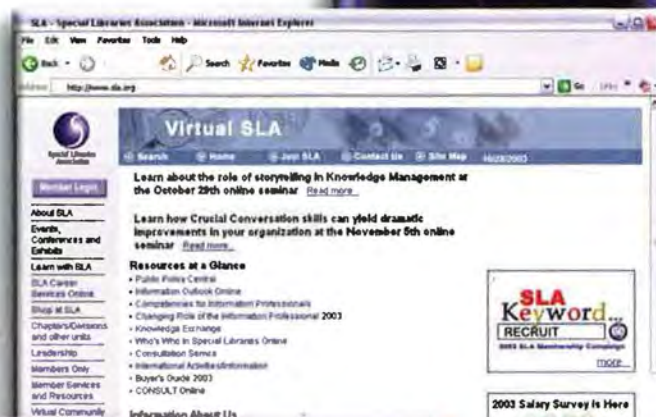 SLA - Special Libraries Association - Microsoft Internet Explorer
File Edit View Favorites Tools Help
Back Search Favorites Media
Address http://www.sla.org Go Links
Special Libraries
Association
Virtual SLA
Search Home Join SLA Contact Us Site Map 10/28/2003
Member Login
About SLA
Events,
Conferences and
Exhibits
Learn with SLA
SLA Career
Services Online
Shop at SLA
Chapters/Divisions
and other units
Leadership
Members Only
Member Services
and Resources
Virtual Community
Learn about the role of storytelling in Knowledge Management at
the October 29th online seminar Read more...
Learn how Crucial Conversation skills can yield dramatic
improvements in your organization at the November 5th online
seminar Read more...
Resources at a Glance
• Public Policy Central
• Information Outlook Online
• Competencies for Information Professionals
• Changing Role of the Information Professional 2003
• Knowledge Exchange
• Who's Who in Special Libraries Online
• Consultation Service
• International Activities/Information
• Buyer's Guide 2003
• CONSULT Online
Information About Us
SLA
Keyword...
RECRUIT GO
2003 SLA Membership Campaign
more...
2003 Salary Survey is Here